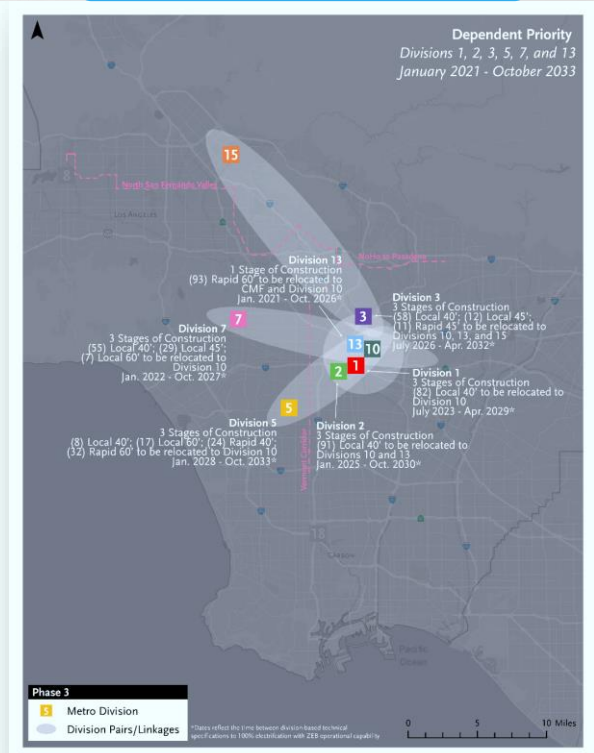 Dependent Priority
Divisions 1, 2, 3, 5, 7, and 13
January 2021 - October 2033
15
North San Fernando Valley
Los Angeles
Division 13
1 Stage of Construction
(93) Rapid 60' to be relocated to
CMF and Division 10
Jan. 2021 - Oct. 2026*
7
3
Division 3
3 Stages of Construction
(58) Local 40'; (12) Local 45';
(11) Rapid 45' to be relocated to
Divisions 10, 13, and 15
July 2026 - Apr. 2032*
Division 7
3 Stages of Construction
(55) Local 40'; (29) Local 45';
(7) Local 60' to be relocated to
Division 10
Jan. 2022 - Oct. 2027*
13
10
1
2
Division 1
3 Stages of Construction
(82) Local 40' to be relocated to
Division 10
July 2023 - Apr. 2029*
5
Division 5
3 Stages of Construction
(8) Local 40'; (17) Local 60'; (24) Rapid 40';
(32) Rapid 60' to be relocated to Division 10
Jan. 2028 - Oct. 2033*
Division 2
3 Stages of Construction
(91) Local 40' to be relocated to
Divisions 10 and 13
Jan. 2025 - Oct. 2030*
Vermont Corridor
18
Pacific
Ocean
Phase 3
5 Metro Division
Division Pairs/Linkages
*Dates reflect the time between division-based technical
specifications to 100% electrification with ZEB operational capability
0 5 10 Miles